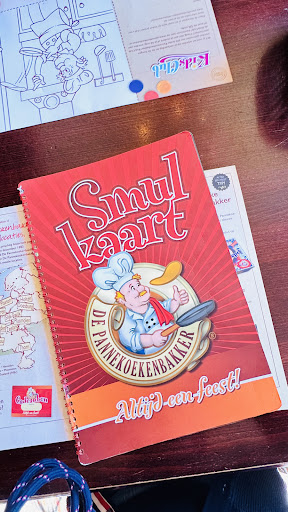 Kids Club
Smul
kaart
DE PANNEKOEKENBAKKER
®
Altijd een feest!